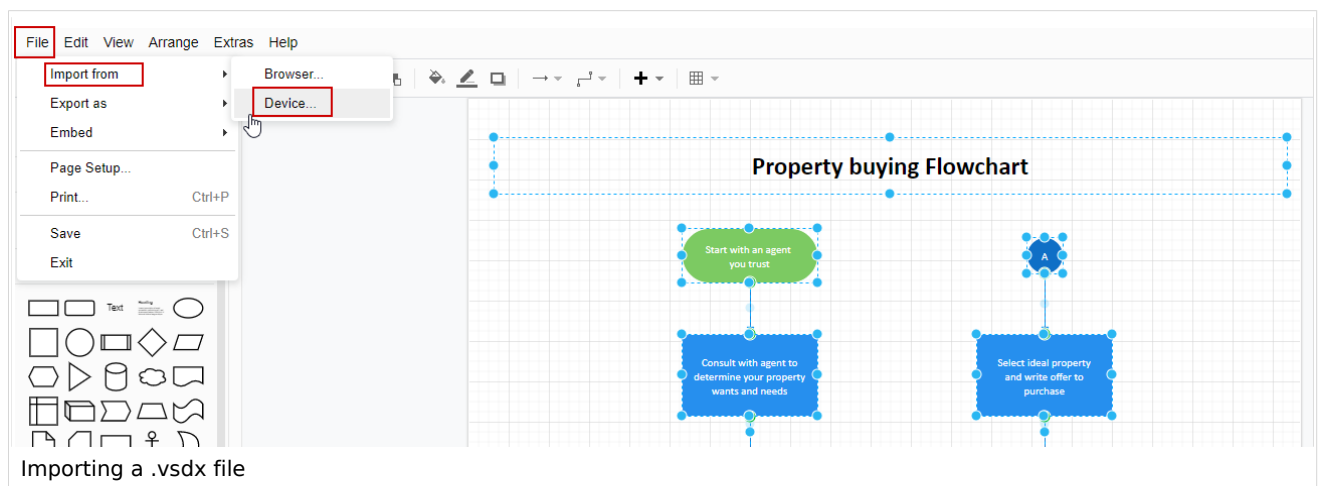 File Edit View Arrange Extras Help
Import from
Export as
Embed
Page Setup...
Print... Ctrl+P
Save Ctrl+S
Exit
Browser...
Device...
Text
Property buying Flowchart
Start with an agent
you trust
A
Consult with agent to
determine your property
wants and needs
Select ideal property
and write offer to
purchase
Importing a .vsdx file